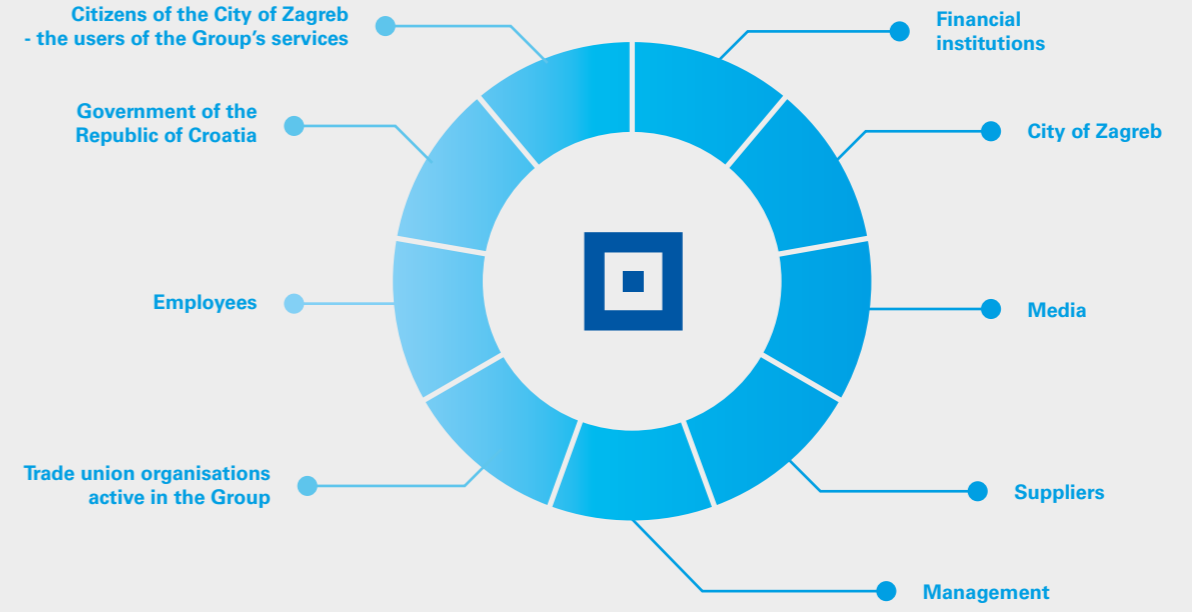 Citizens of the City of Zagreb
- the users of the Group's services
Financial
institutions
Government of the
Republic of Croatia
City of Zagreb
Employees
Media
Trade union organisations
active in the Group
Suppliers
Management